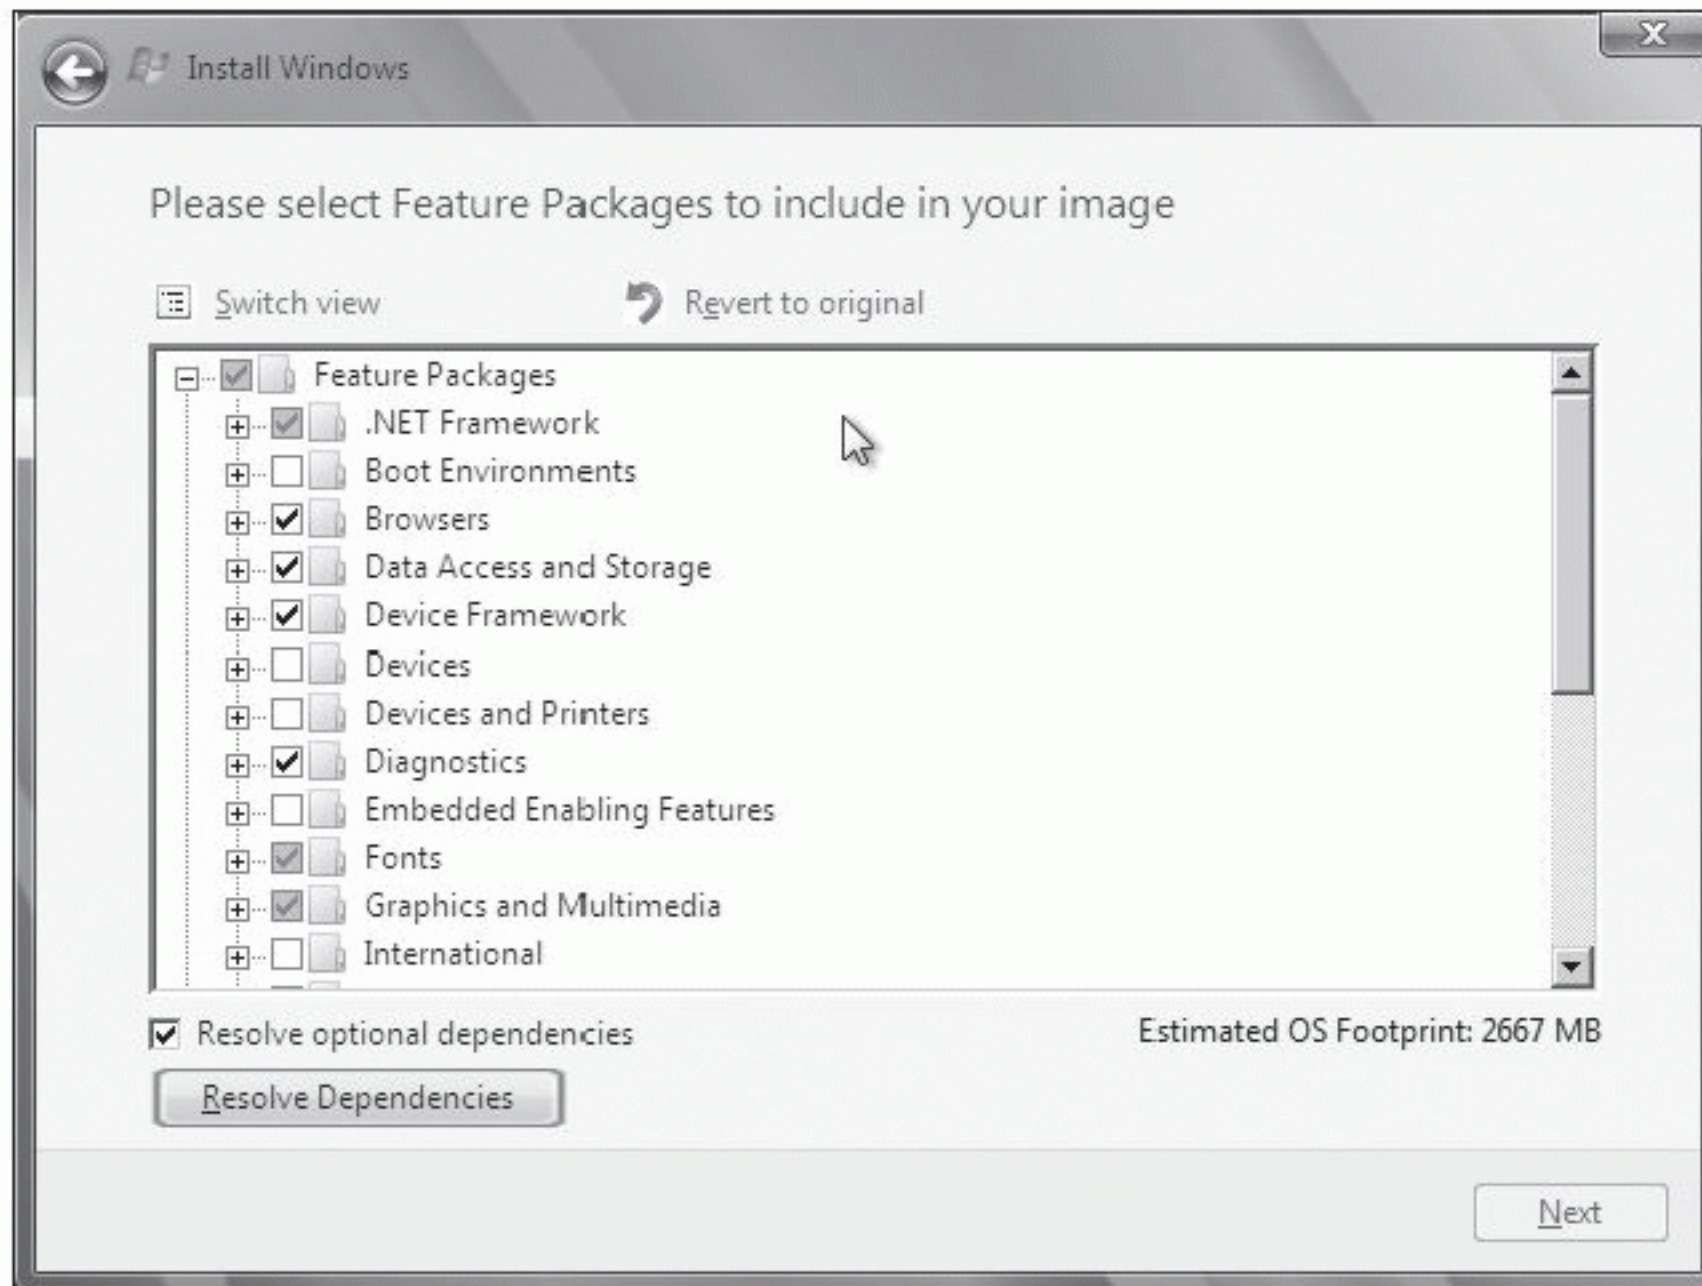 Install Windows
Please select Feature Packages to include in your image
Switch view
Revert to original
Feature Packages
.NET Framework
Boot Environments
Browsers
Data Access and Storage
Device Framework
Devices
Devices and Printers
Diagnostics
Embedded Enabling Features
Fonts
Graphics and Multimedia
International
Resolve optional dependencies
Estimated OS Footprint: 2667 MB
Resolve Dependencies
Next